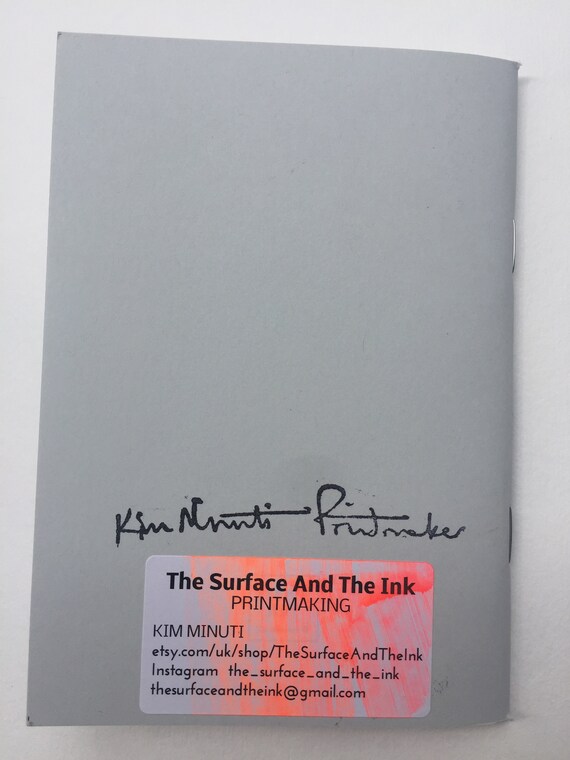 Kim Minuti Printmaker
The Surface And The Ink
PRINTMAKING
KIM MINUTI
etsy.com/uk/shop/TheSurfaceAndTheInk
Instagram the_surface_and_the_ink
thesurfaceandtheink@gmail.com